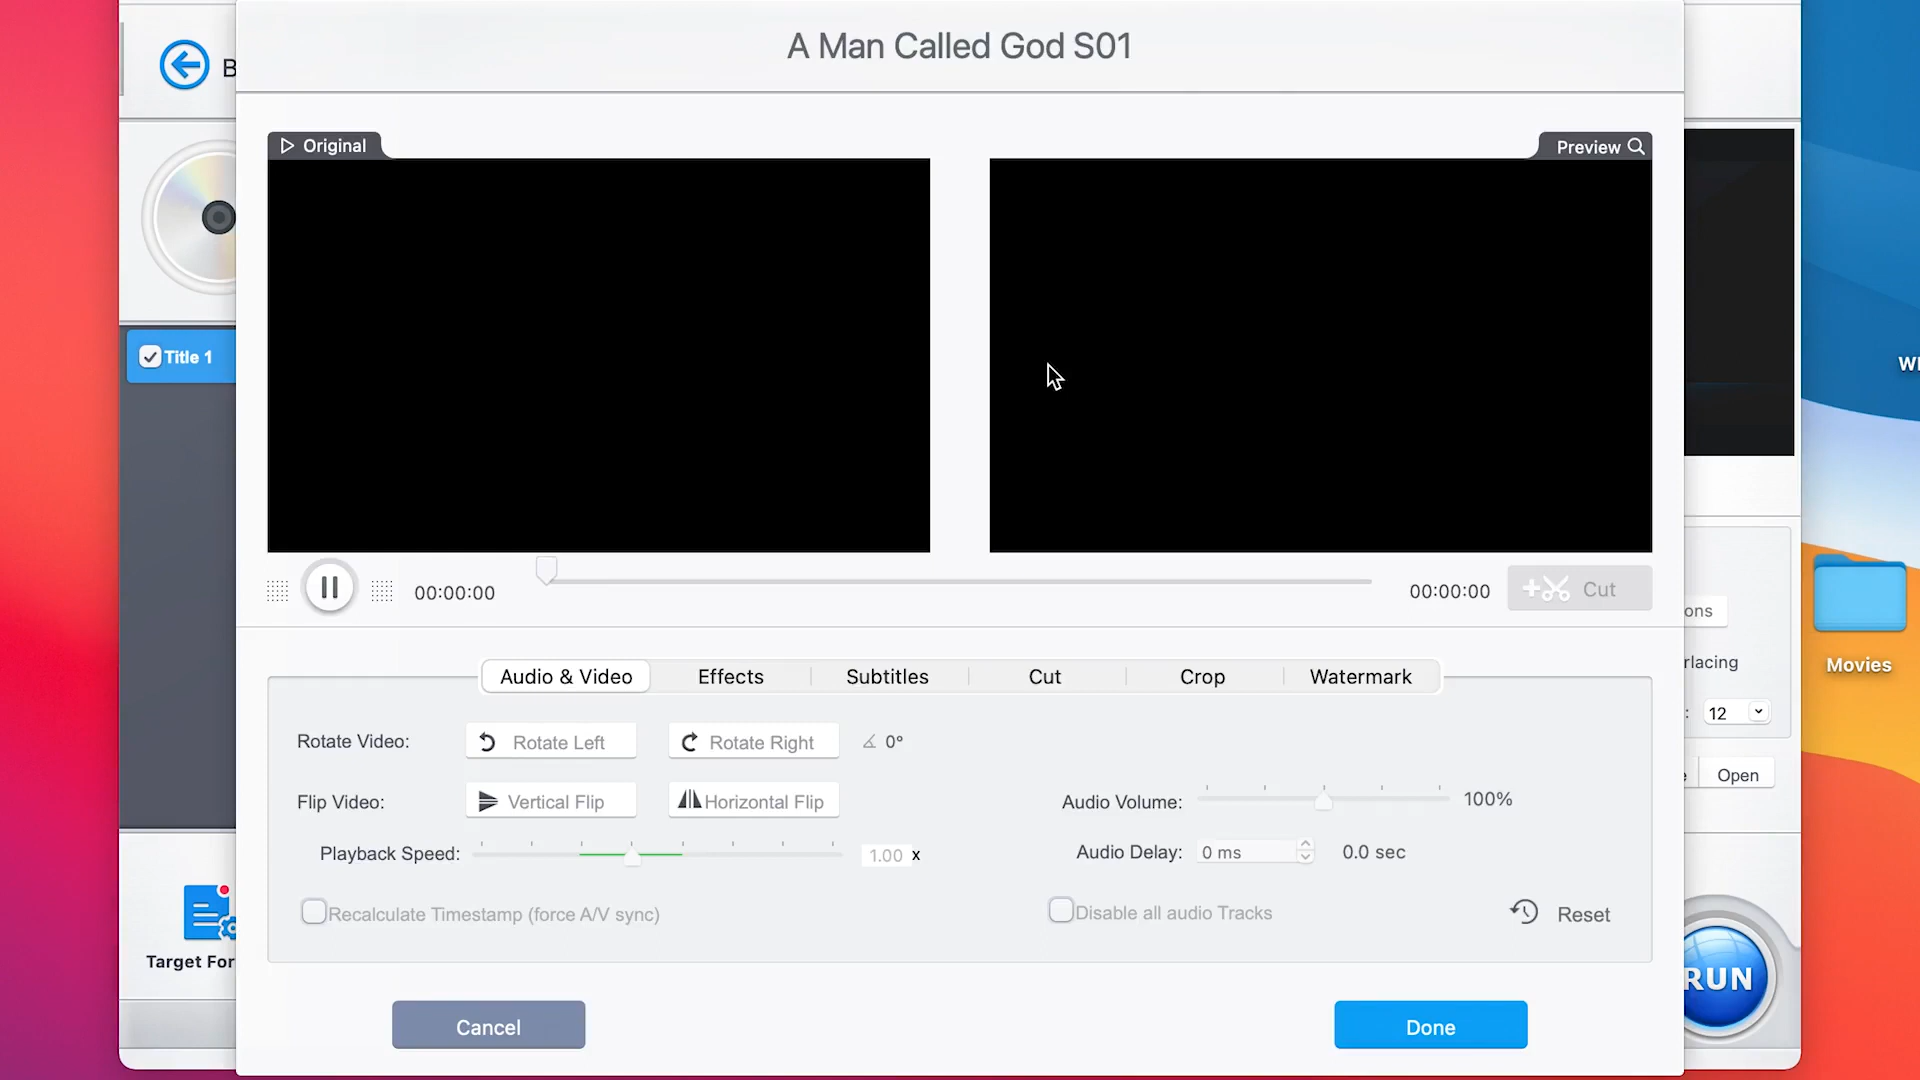 A Man Called God S01
B
Original
Preview
Title 1
00:00:00
00:00:00
Cut
Audio & Video
Effects
Subtitles
Cut
Crop
Watermark
Rotate Video:
Rotate Left
Rotate Right
0°
Flip Video:
Vertical Flip
Horizontal Flip
Audio Volume:
100%
Playback Speed:
1.00 x
Audio Delay:
0 ms
0.0 sec
Recalculate Timestamp (force A/V sync)
Disable all audio Tracks
Reset
Cancel
Done
Target For
ons
rlacing
: 12
Open
RUN
Movies